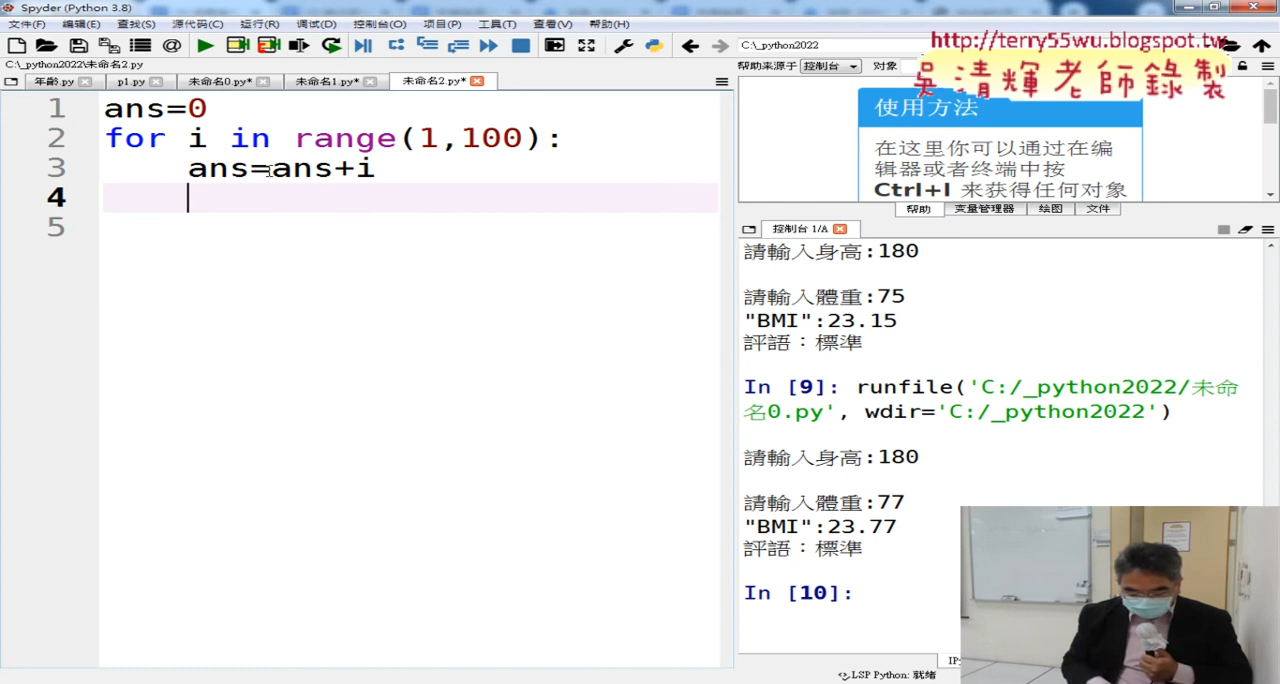 Spyder (Python 3.8)
文件(F) 编辑(E) 查找(S) 源代码(C) 运行(R) 调试(D) 控制台(O) 项目(P) 工具(T) 查看(V) 帮助(H)
C:\_python2022
http://terry55wu.blogspot.tw
吳清輝老師錄製
C:\_python2022\未命名2.py
年齡.py p1.py 未命名0.py* 未命名1.py* 未命名2.py*
帮助来源于 控制台 对象
1 ans=0
2 for i in range(1,100):
3 ans=ans+i
4
5
使用方法
在这里你可以通过在编
辑器或者终端中按
Ctrl+I 来获得任何对象
帮助 变量管理器 绘图 文件
控制台 1/A
請輸入身高:180
請輸入體重:75
"BMI":23.15
評語：標準
In [9]: runfile('C:/_python2022/未命
名0.py', wdir='C:/_python2022')
請輸入身高:180
請輸入體重:77
"BMI":23.77
評語：標準
In [10]:
LSP Python: 就绪